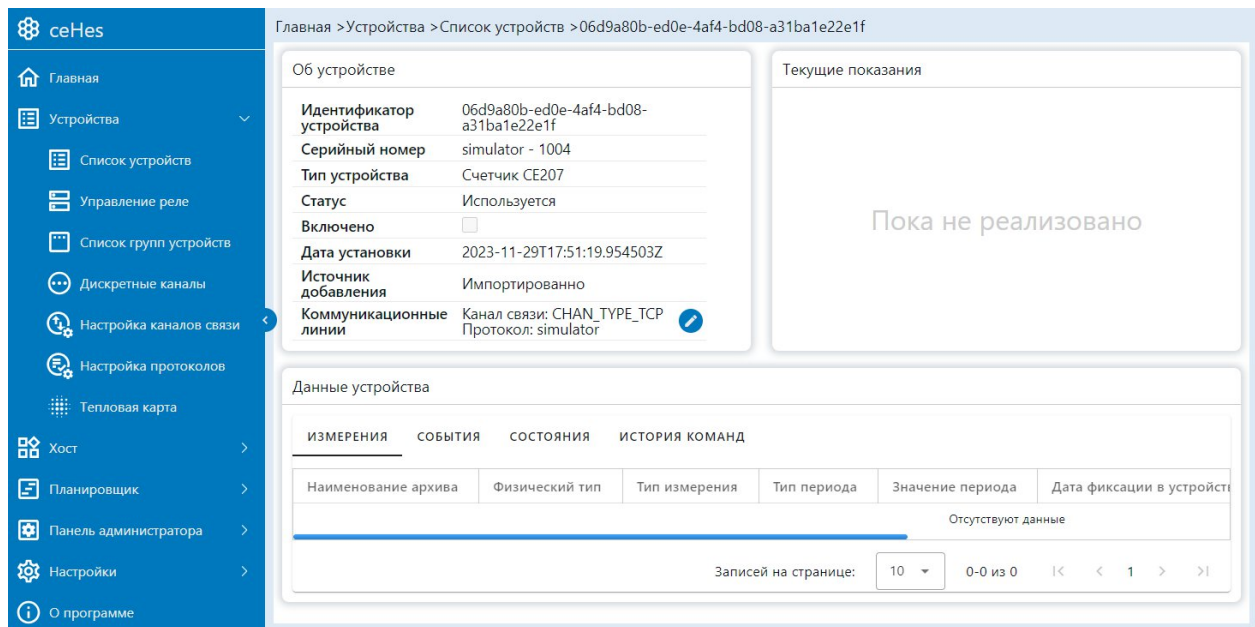 ceHes
Главная >Устройства >Список устройств >06d9a80b-ed0e-4af4-bd08-a31ba1e22e1f
Главная
Устройства
Список устройств
Управление реле
Список групп устройств
Дискретные каналы
Настройка каналов связи
Настройка протоколов
Тепловая карта
Хост
Планировщик
Панель администратора
Настройки
О программе
Об устройстве
Идентификатор устройства 06d9a80b-ed0e-4af4-bd08-a31ba1e22e1f
Серийный номер simulator - 1004
Тип устройства Счетчик CE207
Статус Используется
Включено
Дата установки 2023-11-29T17:51:19.954503Z
Источник добавления Импортированно
Коммуникационные линии Канал связи: CHAN_TYPE_TCP
Протокол: simulator
Текущие показания
Пока не реализовано
Данные устройства
ИЗМЕРЕНИЯ СОБЫТИЯ СОСТОЯНИЯ ИСТОРИЯ КОМАНД
Наименование архива Физический тип Тип измерения Тип периода Значение периода Дата фиксации в устройст
Отсутствуют данные
Записей на странице: 10 0-0 из 0 1